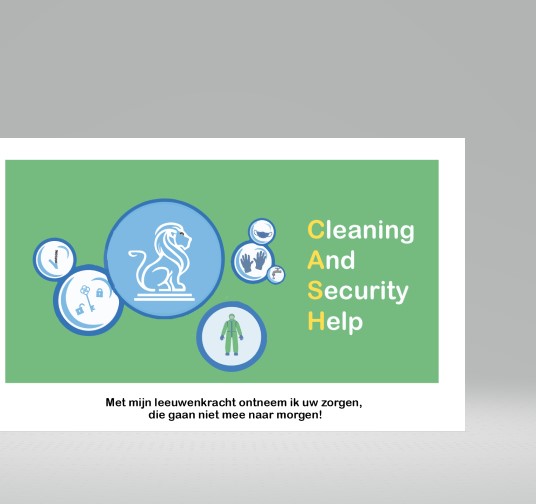 Cleaning
And
Security
Help
Met mijn leeuwenkracht ontneem ik uw zorgen,
die gaan niet mee naar morgen!